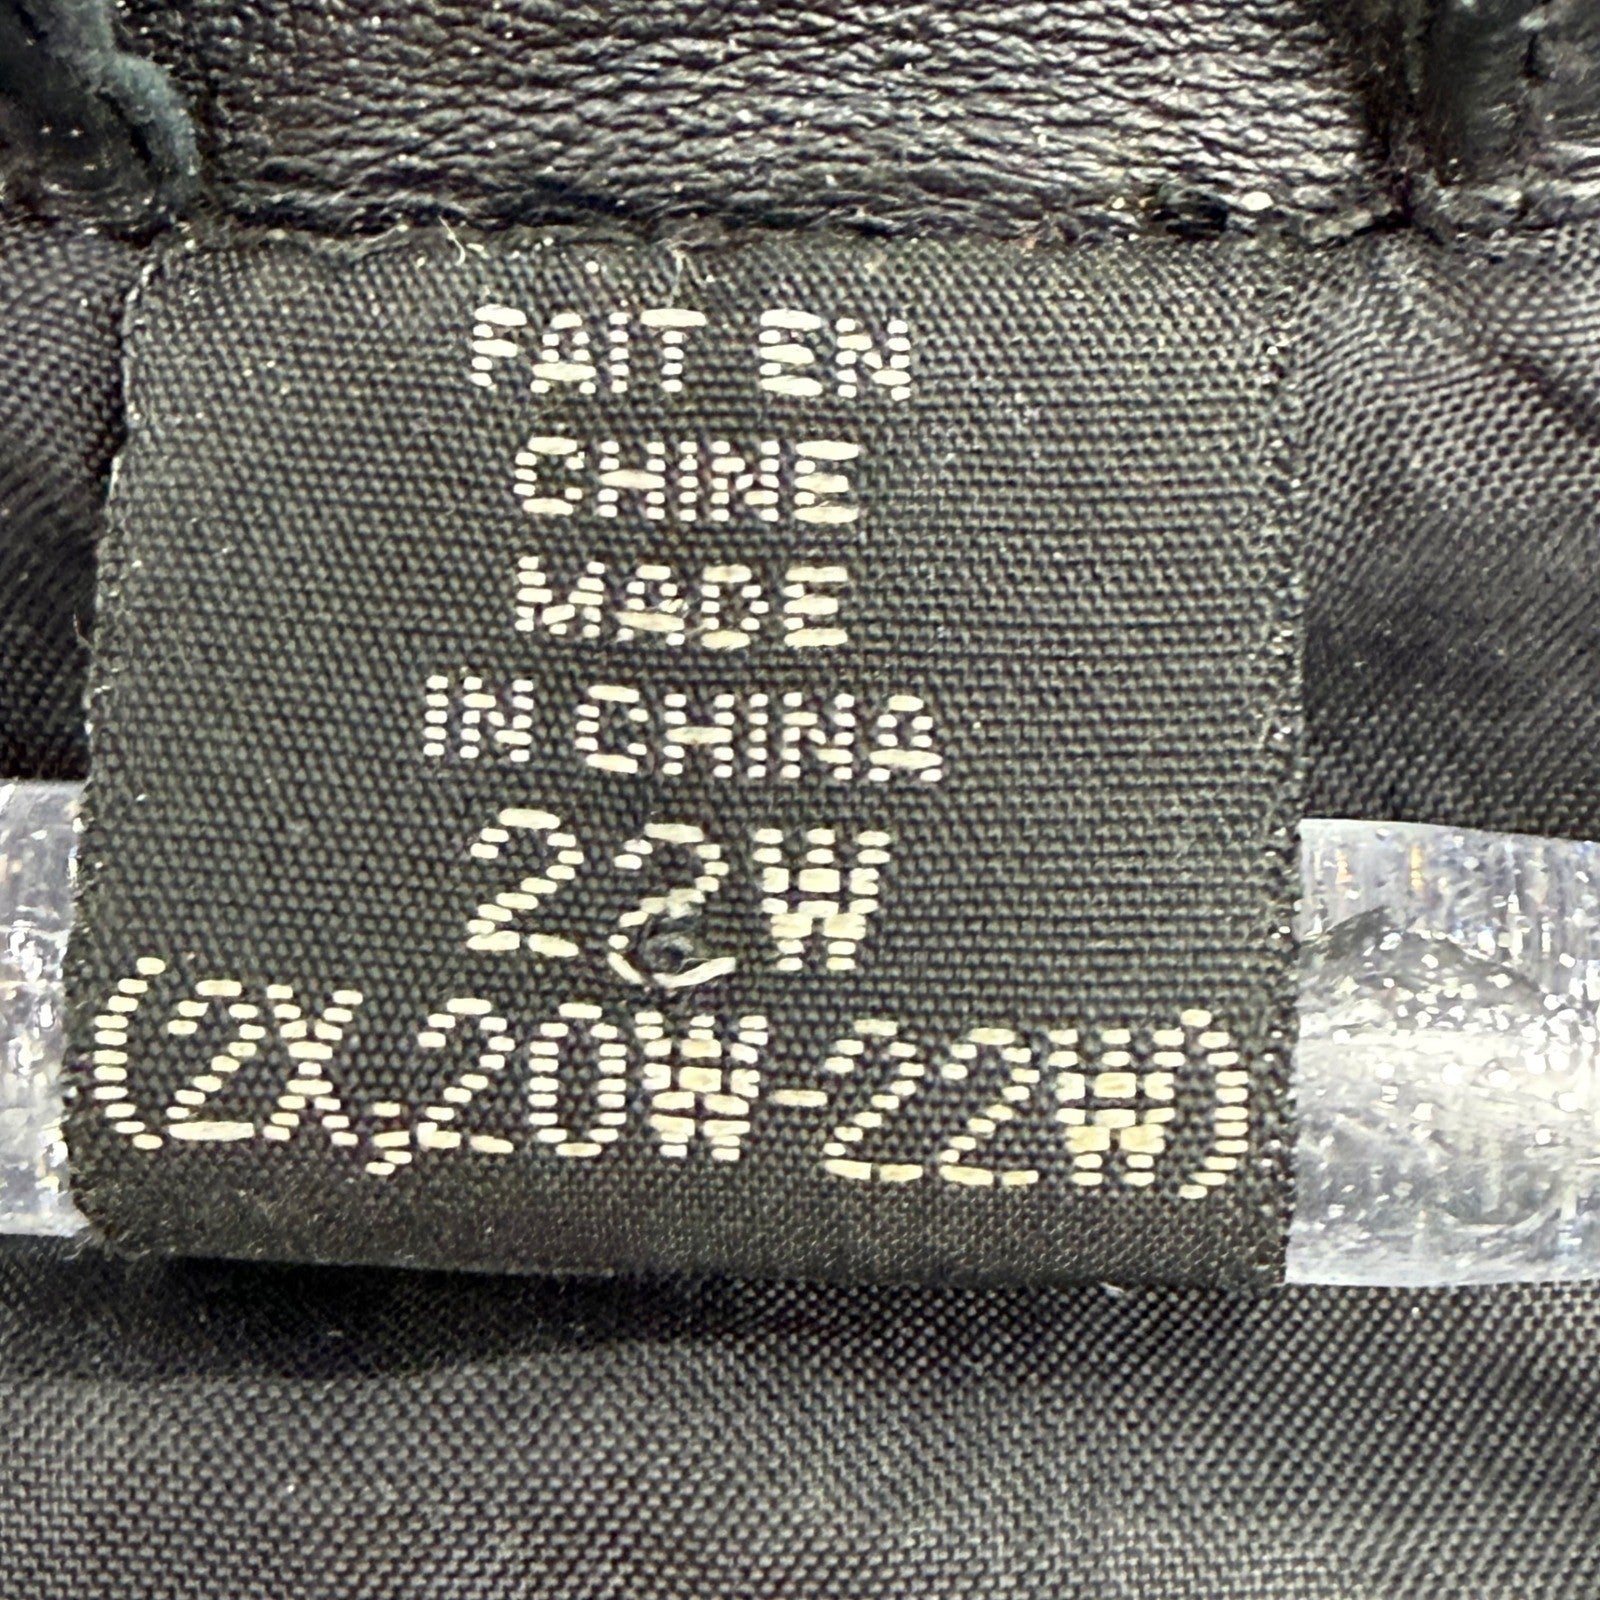 FAIT EN
CHINE
MADE
IN CHINA
22W
(2X,20W-22W)